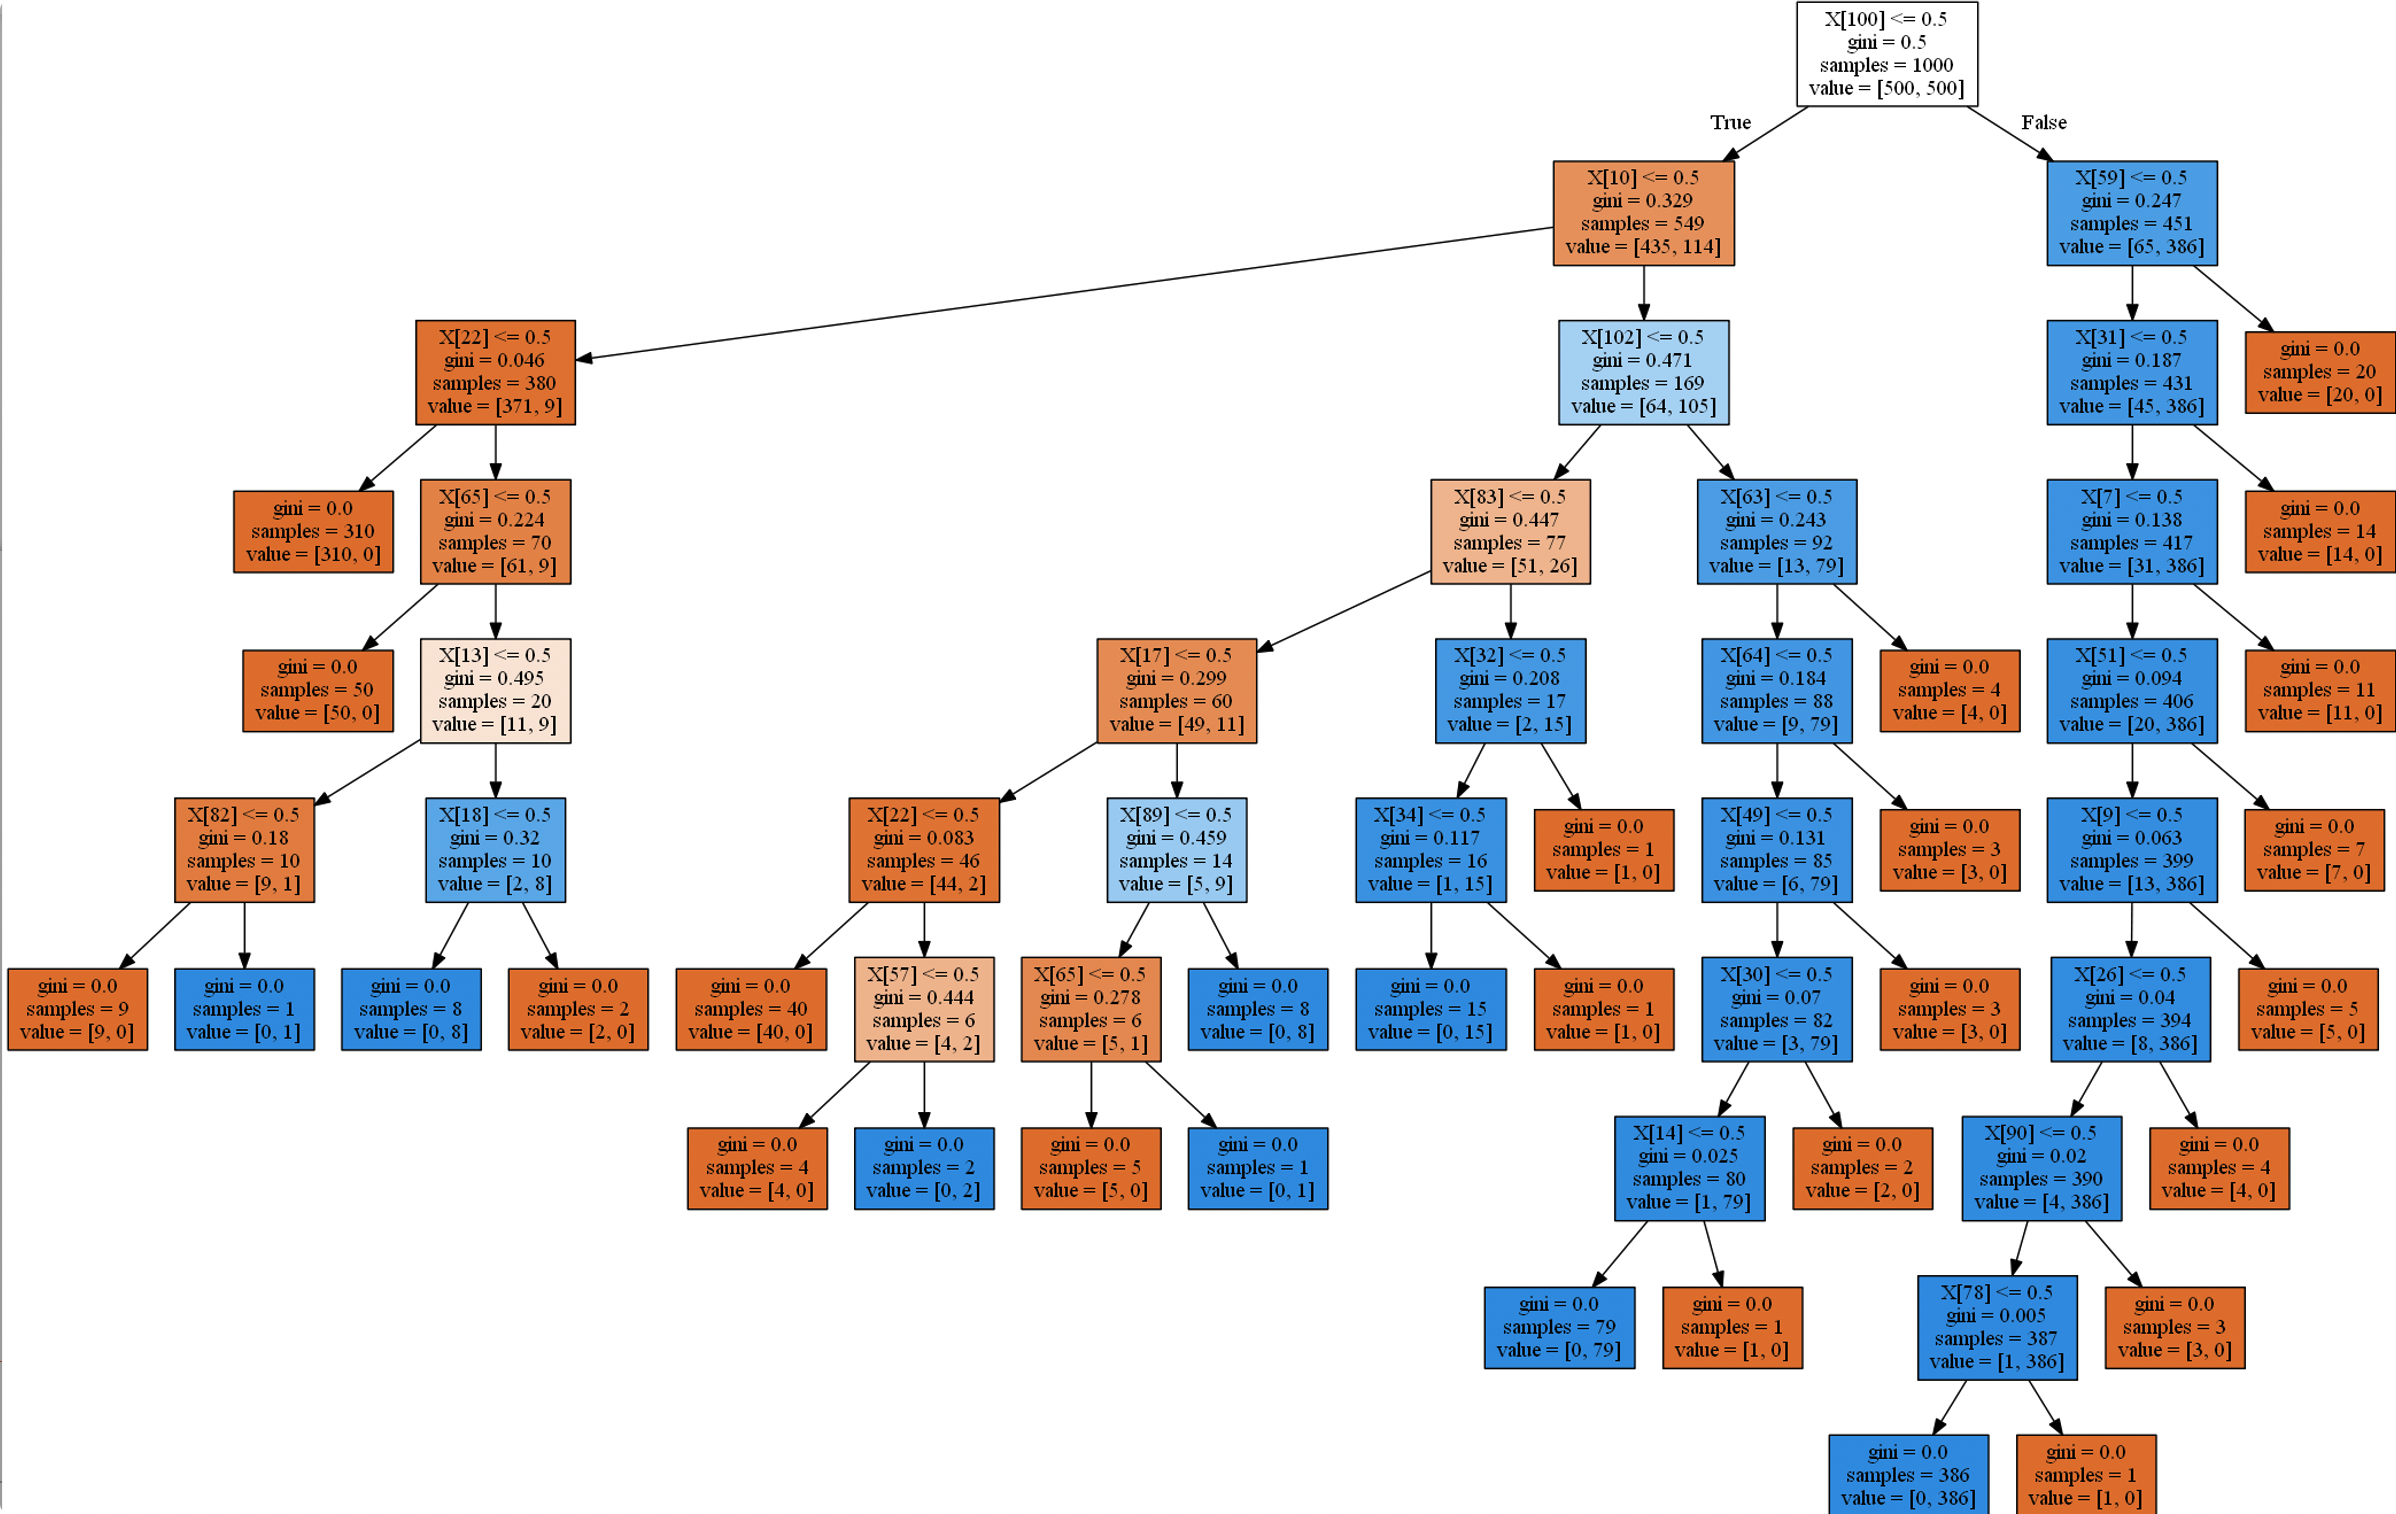 X[100] <= 0.5
gini = 0.5
samples = 1000
value = [500, 500]
True
False
X[10] <= 0.5
gini = 0.329
samples = 549
value = [435, 114]
X[59] <= 0.5
gini = 0.247
samples = 451
value = [65, 386]
X[22] <= 0.5
gini = 0.046
samples = 380
value = [371, 9]
X[102] <= 0.5
gini = 0.471
samples = 169
value = [64, 105]
X[31] <= 0.5
gini = 0.187
samples = 431
value = [45, 386]
gini = 0.0
samples = 20
value = [20, 0]
gini = 0.0
samples = 310
value = [310, 0]
X[65] <= 0.5
gini = 0.224
samples = 70
value = [61, 9]
X[83] <= 0.5
gini = 0.447
samples = 77
value = [51, 26]
X[63] <= 0.5
gini = 0.243
samples = 92
value = [13, 79]
X[7] <= 0.5
gini = 0.138
samples = 417
value = [31, 386]
gini = 0.0
samples = 14
value = [14, 0]
gini = 0.0
samples = 50
value = [50, 0]
X[13] <= 0.5
gini = 0.495
samples = 20
value = [11, 9]
X[17] <= 0.5
gini = 0.299
samples = 60
value = [49, 11]
X[32] <= 0.5
gini = 0.208
samples = 17
value = [2, 15]
X[64] <= 0.5
gini = 0.184
samples = 88
value = [9, 79]
gini = 0.0
samples = 4
value = [4, 0]
X[51] <= 0.5
gini = 0.094
samples = 406
value = [20, 386]
gini = 0.0
samples = 11
value = [11, 0]
X[82] <= 0.5
gini = 0.18
samples = 10
value = [9, 1]
X[18] <= 0.5
gini = 0.32
samples = 10
value = [2, 8]
X[22] <= 0.5
gini = 0.083
samples = 46
value = [44, 2]
X[89] <= 0.5
gini = 0.459
samples = 14
value = [5, 9]
X[34] <= 0.5
gini = 0.117
samples = 16
value = [1, 15]
gini = 0.0
samples = 1
value = [1, 0]
X[49] <= 0.5
gini = 0.131
samples = 85
value = [6, 79]
gini = 0.0
samples = 3
value = [3, 0]
X[9] <= 0.5
gini = 0.063
samples = 399
value = [13, 386]
gini = 0.0
samples = 7
value = [7, 0]
gini = 0.0
samples = 9
value = [9, 0]
gini = 0.0
samples = 1
value = [0, 1]
gini = 0.0
samples = 8
value = [0, 8]
gini = 0.0
samples = 2
value = [2, 0]
gini = 0.0
samples = 40
value = [40, 0]
X[57] <= 0.5
gini = 0.444
samples = 6
value = [4, 2]
X[65] <= 0.5
gini = 0.278
samples = 6
value = [5, 1]
gini = 0.0
samples = 8
value = [0, 8]
gini = 0.0
samples = 15
value = [0, 15]
gini = 0.0
samples = 1
value = [1, 0]
X[30] <= 0.5
gini = 0.07
samples = 82
value = [3, 79]
gini = 0.0
samples = 3
value = [3, 0]
X[26] <= 0.5
gini = 0.04
samples = 394
value = [8, 386]
gini = 0.0
samples = 5
value = [5, 0]
gini = 0.0
samples = 4
value = [4, 0]
gini = 0.0
samples = 2
value = [0, 2]
gini = 0.0
samples = 5
value = [5, 0]
gini = 0.0
samples = 1
value = [0, 1]
X[14] <= 0.5
gini = 0.025
samples = 80
value = [1, 79]
gini = 0.0
samples = 2
value = [2, 0]
X[90] <= 0.5
gini = 0.02
samples = 390
value = [4, 386]
gini = 0.0
samples = 4
value = [4, 0]
gini = 0.0
samples = 79
value = [0, 79]
gini = 0.0
samples = 1
value = [1, 0]
X[78] <= 0.5
gini = 0.005
samples = 387
value = [1, 386]
gini = 0.0
samples = 3
value = [3, 0]
gini = 0.0
samples = 386
value = [0, 386]
gini = 0.0
samples = 1
value = [1, 0]